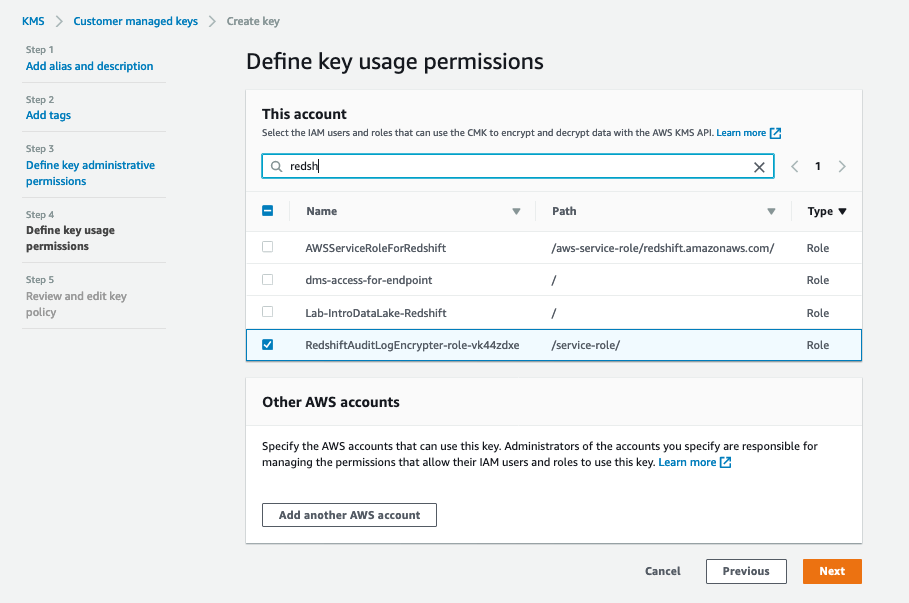 KMS > Customer managed keys > Create key
Step 1
Add alias and description
Step 2
Add tags
Step 3
Define key administrative
permissions
Step 4
Define key usage
permissions
Step 5
Review and edit key
policy
Define key usage permissions
This account
Select the IAM users and roles that can use the CMK to encrypt and decrypt data with the AWS KMS API. Learn more
redsh
1
Name Path Type
AWSServiceRoleForRedshift /aws-service-role/redshift.amazonaws.com/ Role
dms-access-for-endpoint / Role
Lab-IntroDataLake-Redshift / Role
RedshiftAuditLogEncrypter-role-vk44zdxe /service-role/ Role
Other AWS accounts
Specify the AWS accounts that can use this key. Administrators of the accounts you specify are responsible for
managing the permissions that allow their IAM users and roles to use this key. Learn more
Add another AWS account
Cancel Previous Next